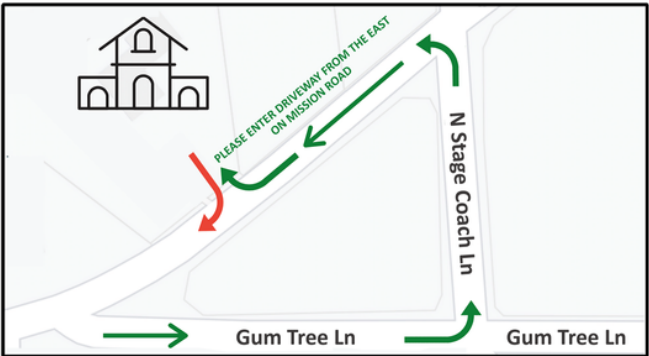 PLEASE ENTER DRIVEWAY FROM THE EAST
ON MISSION ROAD
N Stage Coach Ln
Gum Tree Ln
Gum Tree Ln